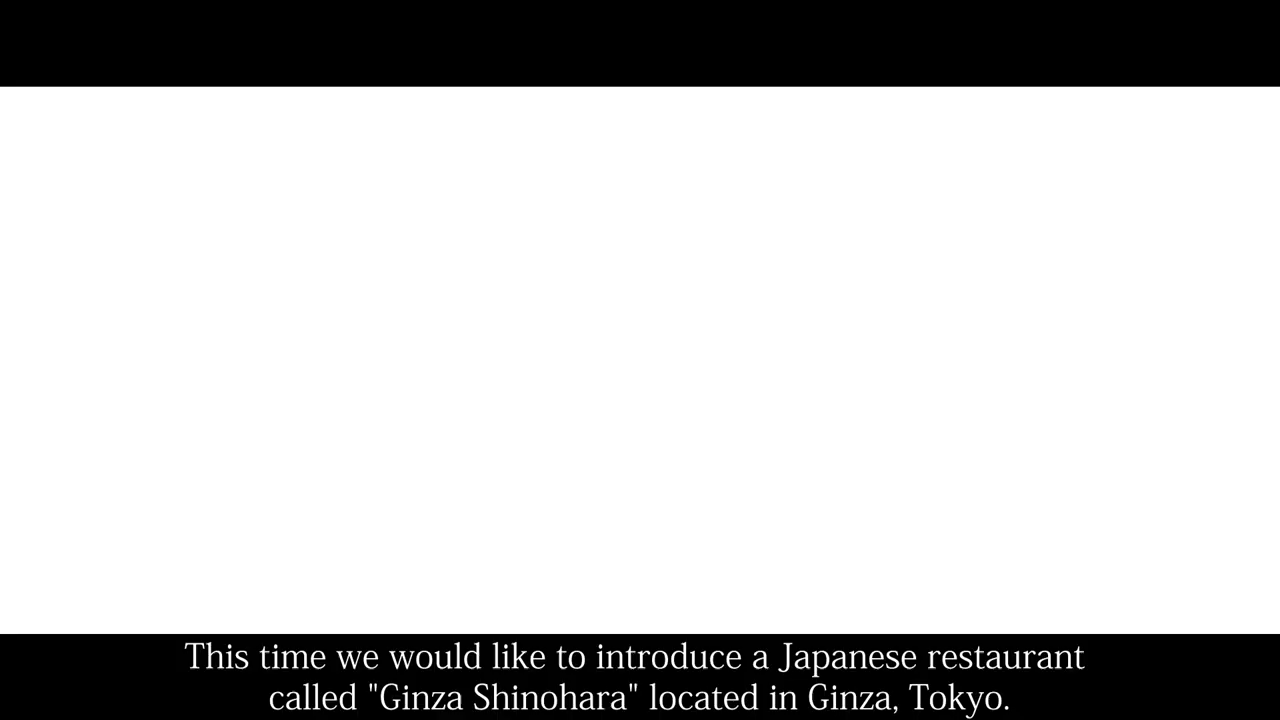 This time we would like to introduce a Japanese restaurant
called "Ginza Shinohara" located in Ginza, Tokyo.